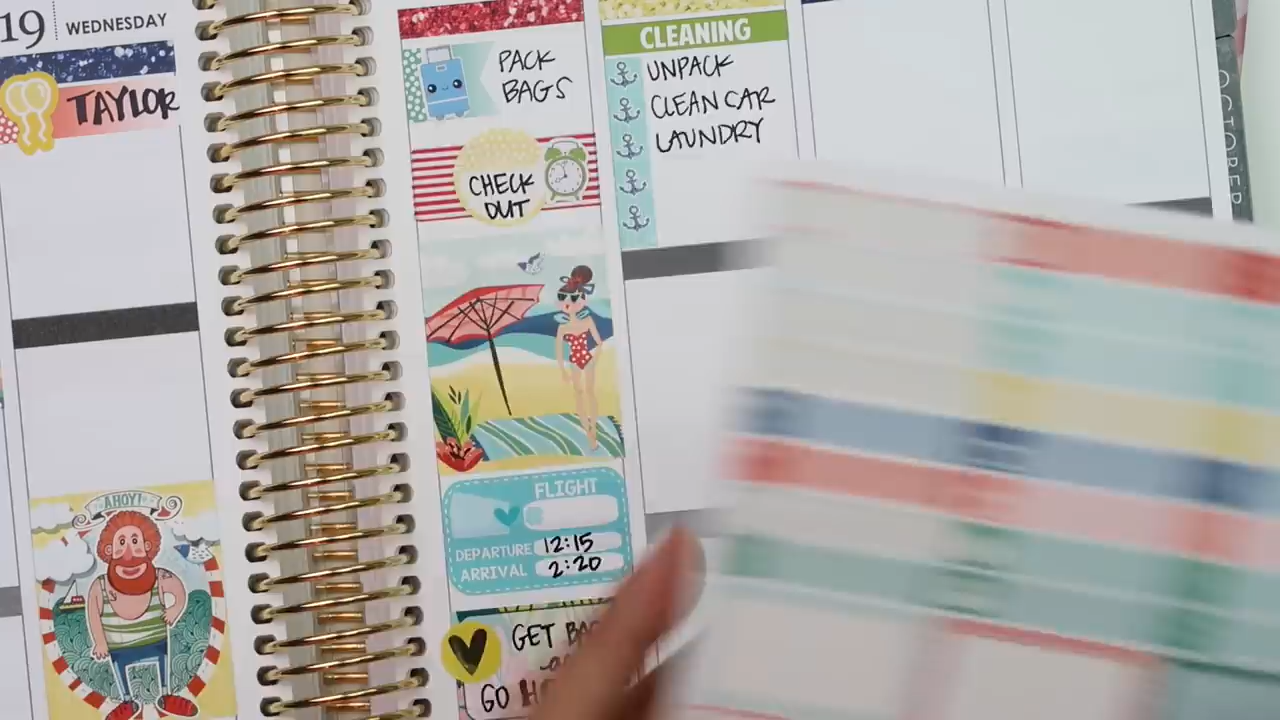 19 WEDNESDAY
TAYLOR
AHOY!
PACK
BAGS
CHECK
OUT
FLIGHT
DEPARTURE 12:15
ARRIVAL 2:20
GET
GO
CLEANING
UNPACK
CLEAN CAR
LAUNDRY
OCTOBER